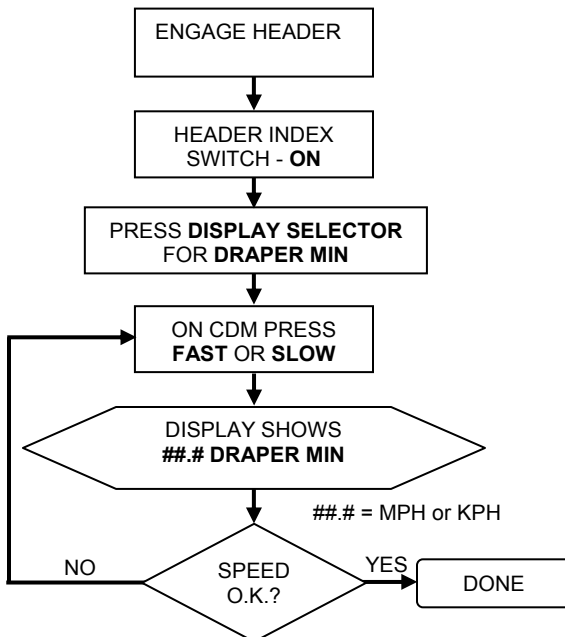 ENGAGE HEADER
HEADER INDEX
SWITCH - ON
PRESS DISPLAY SELECTOR
FOR DRAPER MIN
ON CDM PRESS
FAST OR SLOW
DISPLAY SHOWS
##.# DRAPER MIN
##.# = MPH or KPH
NO
SPEED
O.K.?
YES
DONE